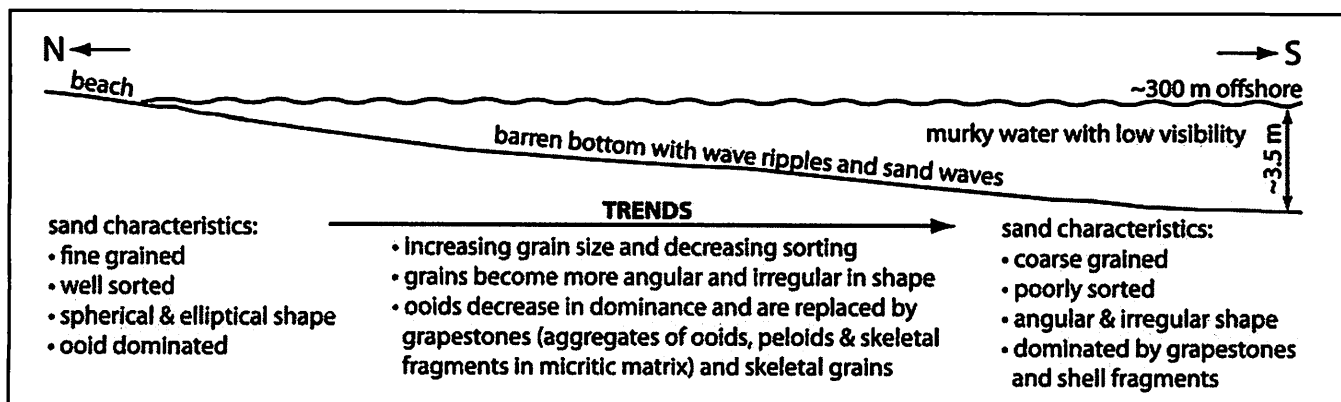 N
S
beach
~300 m offshore
murky water with low visibility
barren bottom with wave ripples and sand waves
~3.5 m
sand characteristics:
• fine grained
• well sorted
• spherical & elliptical shape
• ooid dominated
TRENDS
• increasing grain size and decreasing sorting
• grains become more angular and irregular in shape
• ooids decrease in dominance and are replaced by
grapestones (aggregates of ooids, peloids & skeletal
fragments in micritic matrix) and skeletal grains
sand characteristics:
• coarse grained
• poorly sorted
• angular & irregular shape
• dominated by grapestones
and shell fragments